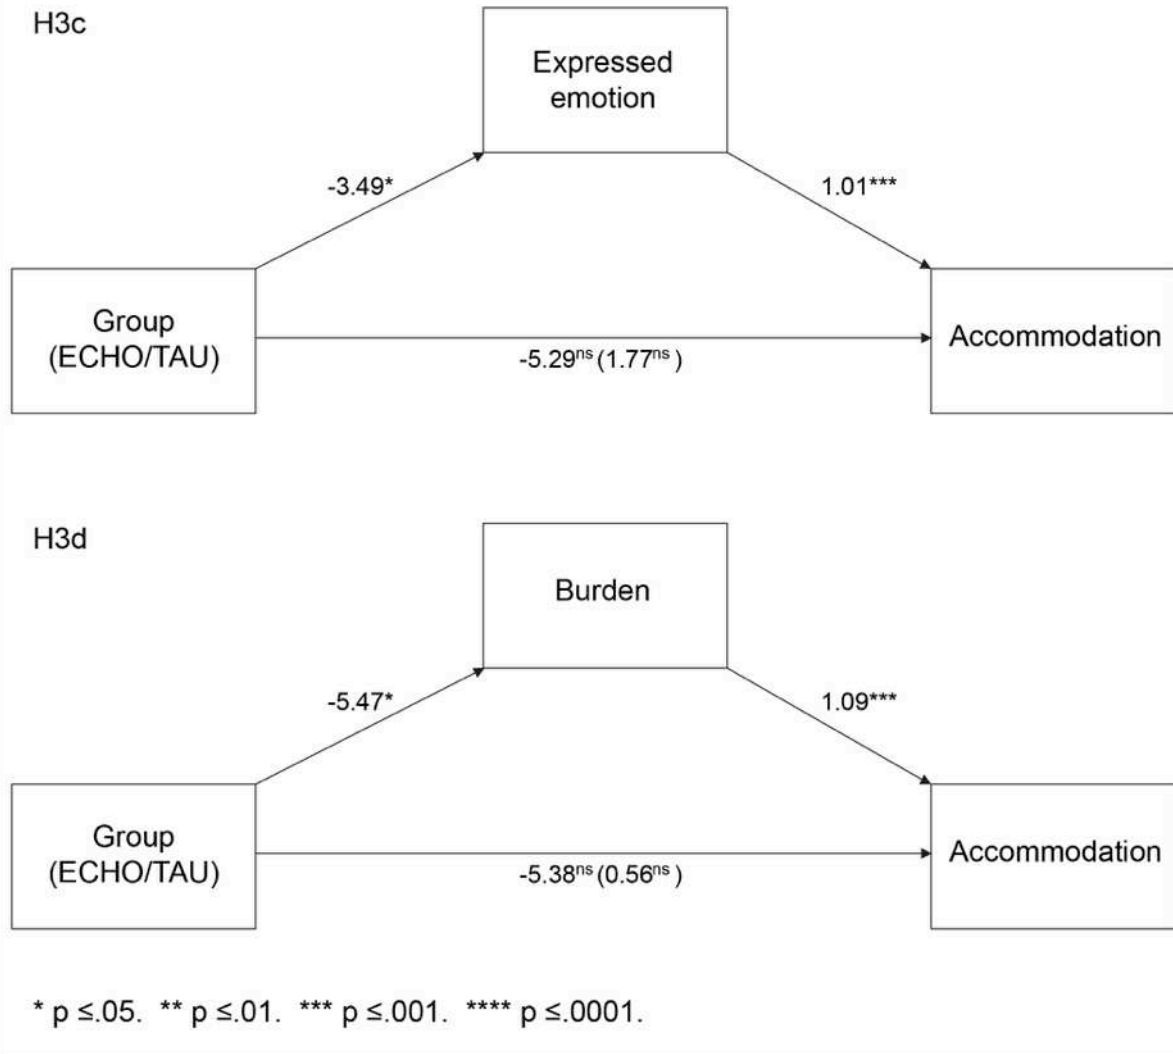 H3c
Expressed
emotion
-3.49*
1.01***
Group
(ECHO/TAU)
-5.29ns (1.77ns )
Accommodation
H3d
Burden
-5.47*
1.09***
Group
(ECHO/TAU)
-5.38ns (0.56ns )
Accommodation
* p ≤.05. ** p ≤.01. *** p ≤.001. **** p ≤.0001.